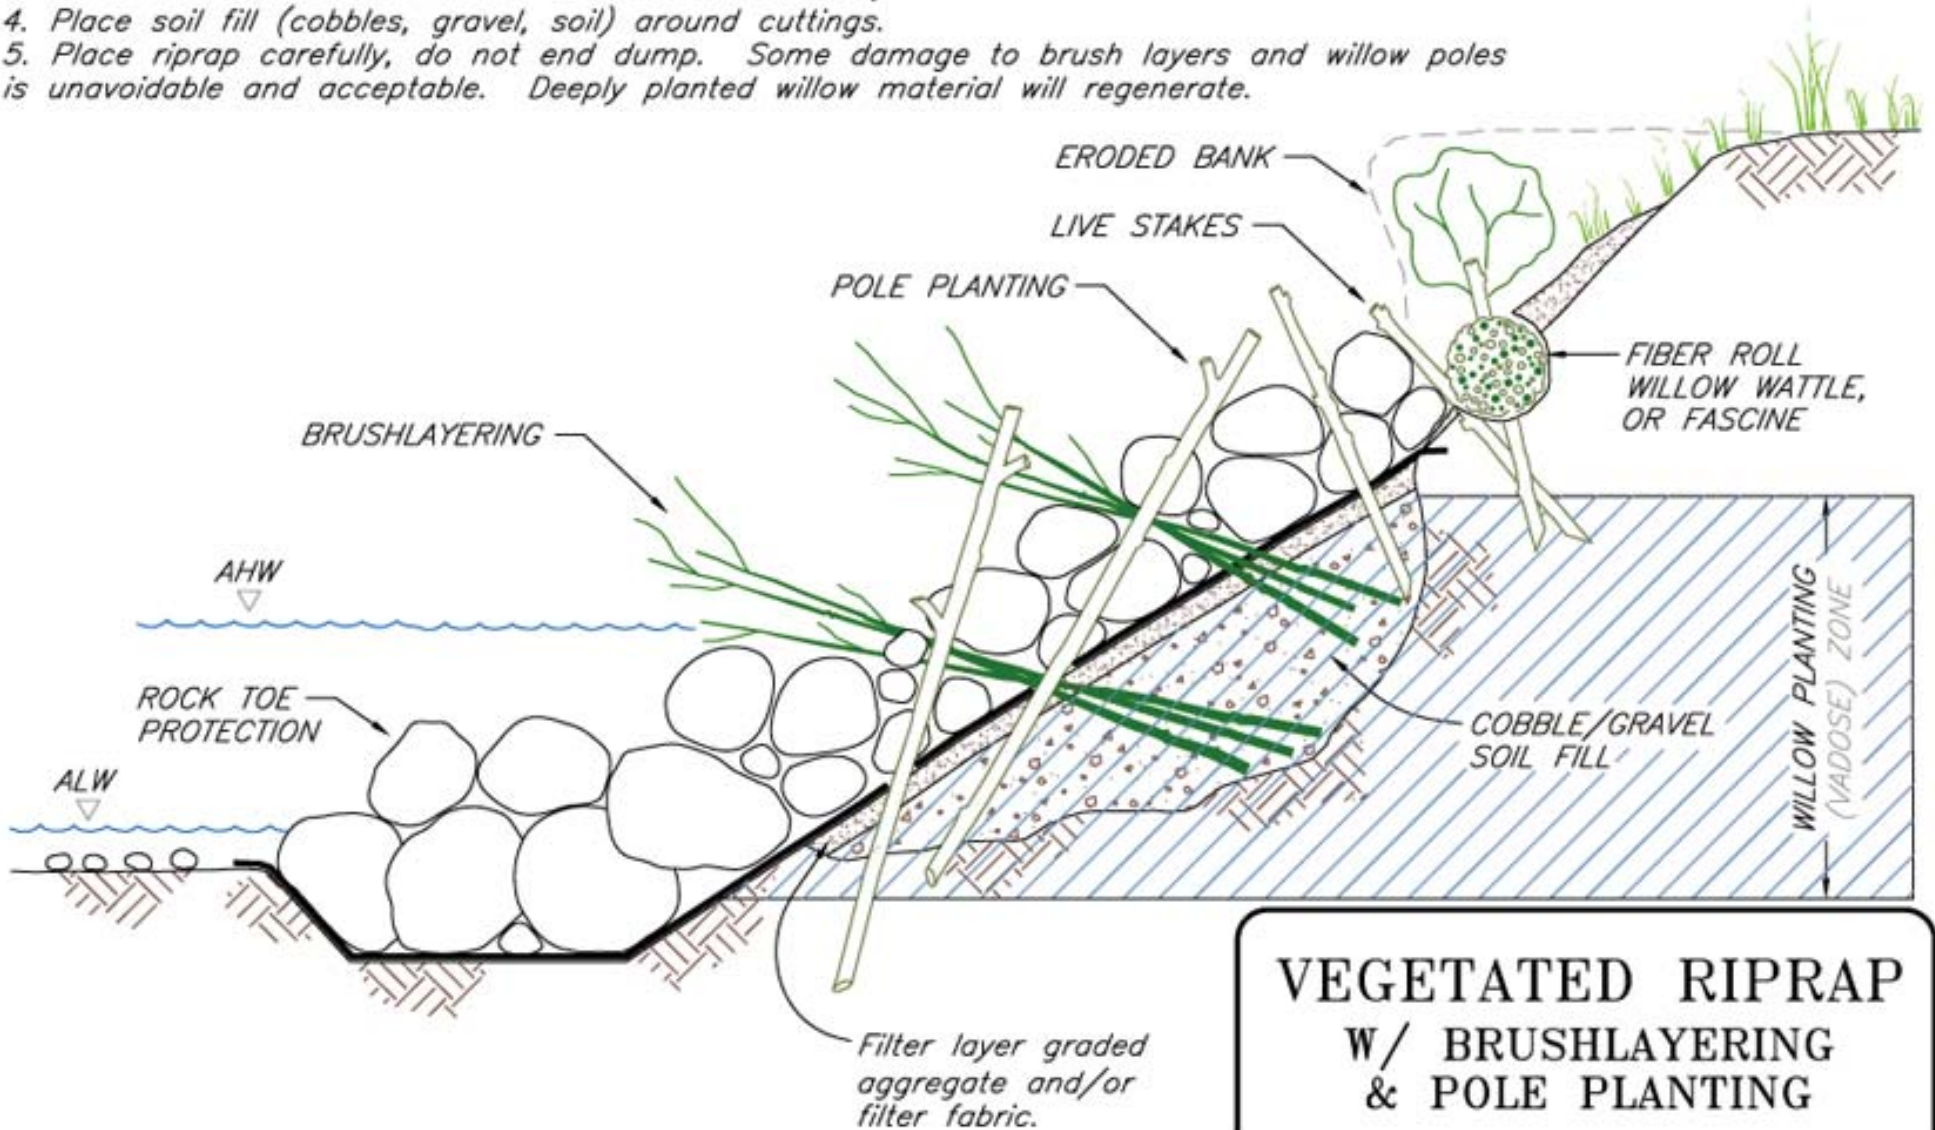 4. Place soil fill (cobbles, gravel, soil) around cuttings.
5. Place riprap carefully, do not end dump. Some damage to brush layers and willow poles
is unavoidable and acceptable. Deeply planted willow material will regenerate.
ERODED BANK
LIVE STAKES
POLE PLANTING
FIBER ROLL
WILLOW WATTLE,
OR FASCINE
BRUSHLAYERING
AHW
ROCK TOE
PROTECTION
ALW
COBBLE/GRAVEL
SOIL FILL
WILLOW PLANTING
(VADOSE) ZONE
Filter layer graded
aggregate and/or
filter fabric.
VEGETATED RIPRAP
W/ BRUSHLAYERING
& POLE PLANTING